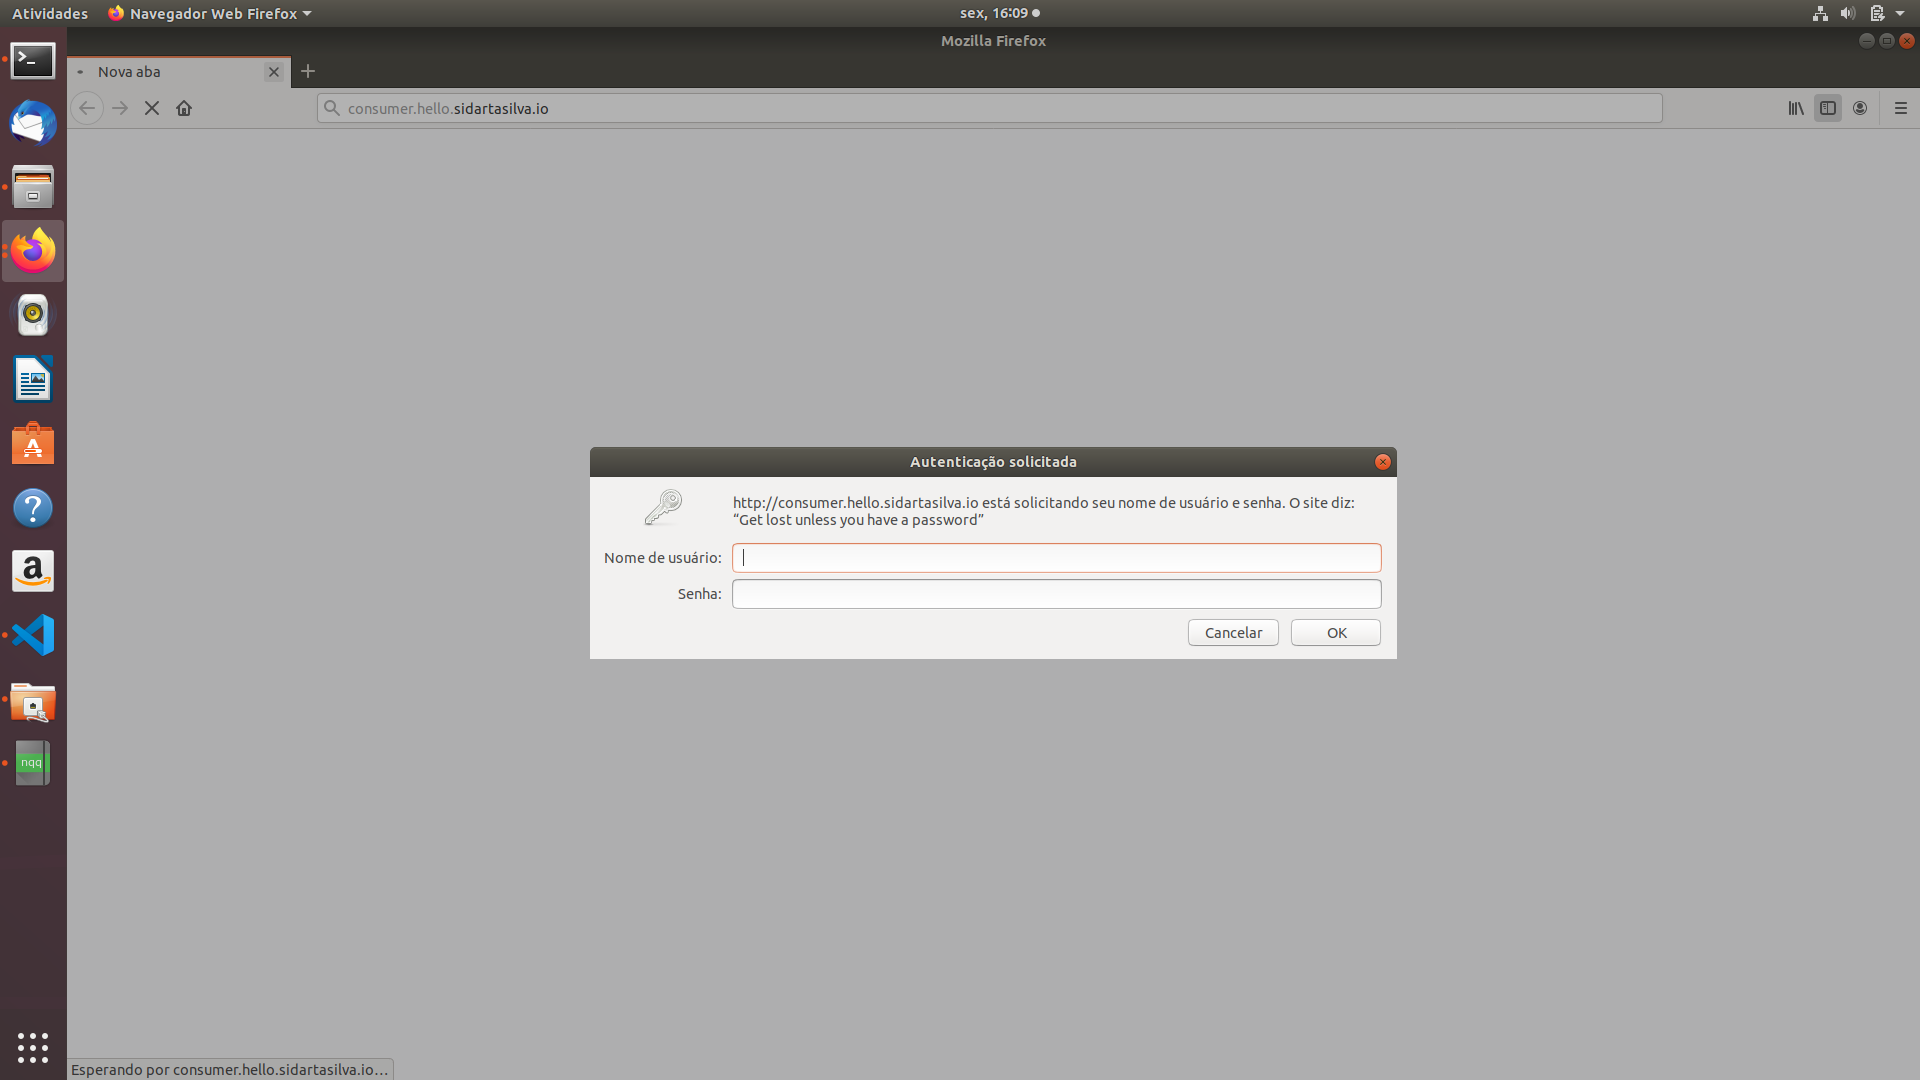 Atividades
Navegador Web Firefox
sex, 16:09
Mozilla Firefox
Nova aba
consumer.hello.sidartasilva.io
Autenticação solicitada
http://consumer.hello.sidartasilva.io está solicitando seu nome de usuário e senha. O site diz:
“Get lost unless you have a password”
Nome de usuário:
Senha:
Cancelar
OK
nqq
Esperando por consumer.hello.sidartasilva.io…